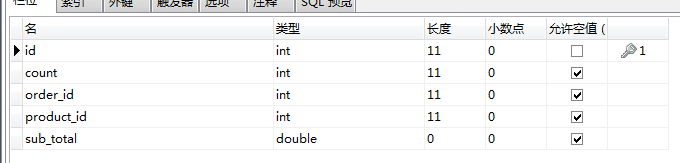 栏位 索引 外键 触发器 选项 注释 SQL 预览
名 类型 长度 小数点 允许空值 (
id int 11 0 1
count int 11 0
order_id int 11 0
product_id int 11 0
sub_total double 0 0